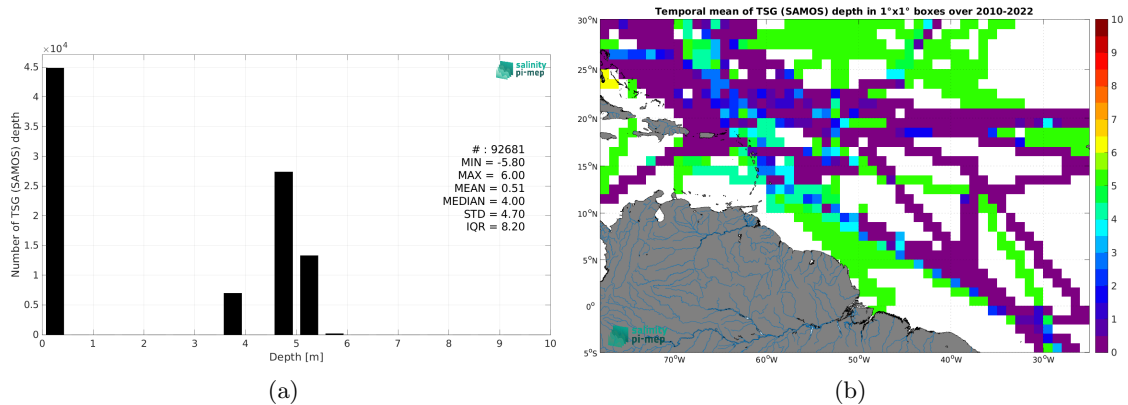 ×10⁴
4.5
4
3.5
3
2.5
2
1.5
1
0.5
0
Number of TSG (SAMOS) depth
salinity
pi-mep
# : 92681
MIN = -5.80
MAX = 6.00
MEAN = 0.51
MEDIAN = 4.00
STD = 4.70
IQR = 8.20
0 1 2 3 4 5 6 7 8 9 10
Depth [m]
(a)
Temporal mean of TSG (SAMOS) depth in 1°x1° boxes over 2010-2022
30°N
25°N
20°N
15°N
10°N
5°N
0°
5°S
70°W 60°W 50°W 40°W 30°W
salinity
pi-mep
10
9
8
7
6
5
4
3
2
1
0
(b)